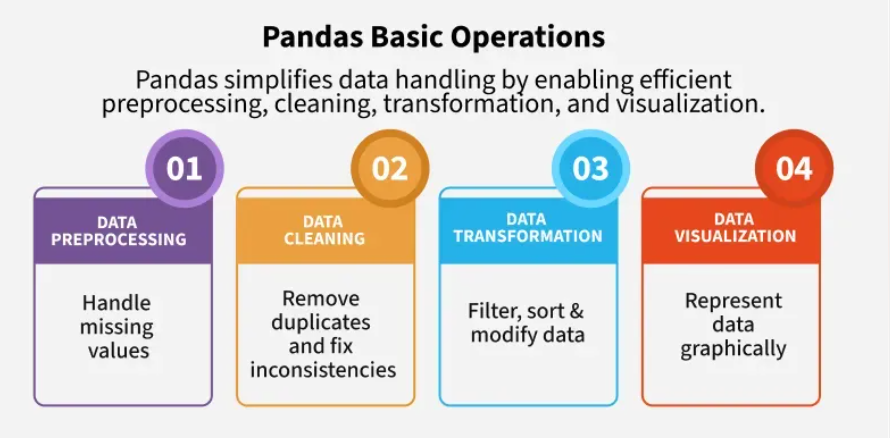 Pandas Basic Operations
Pandas simplifies data handling by enabling efficient
preprocessing, cleaning, transformation, and visualization.
01
DATA
PREPROCESSING
Handle
missing
values
02
DATA
CLEANING
Remove
duplicates
and fix
inconsistencies
03
DATA
TRANSFORMATION
Filter, sort &
modify data
04
DATA
VISUALIZATION
Represent
data
graphically